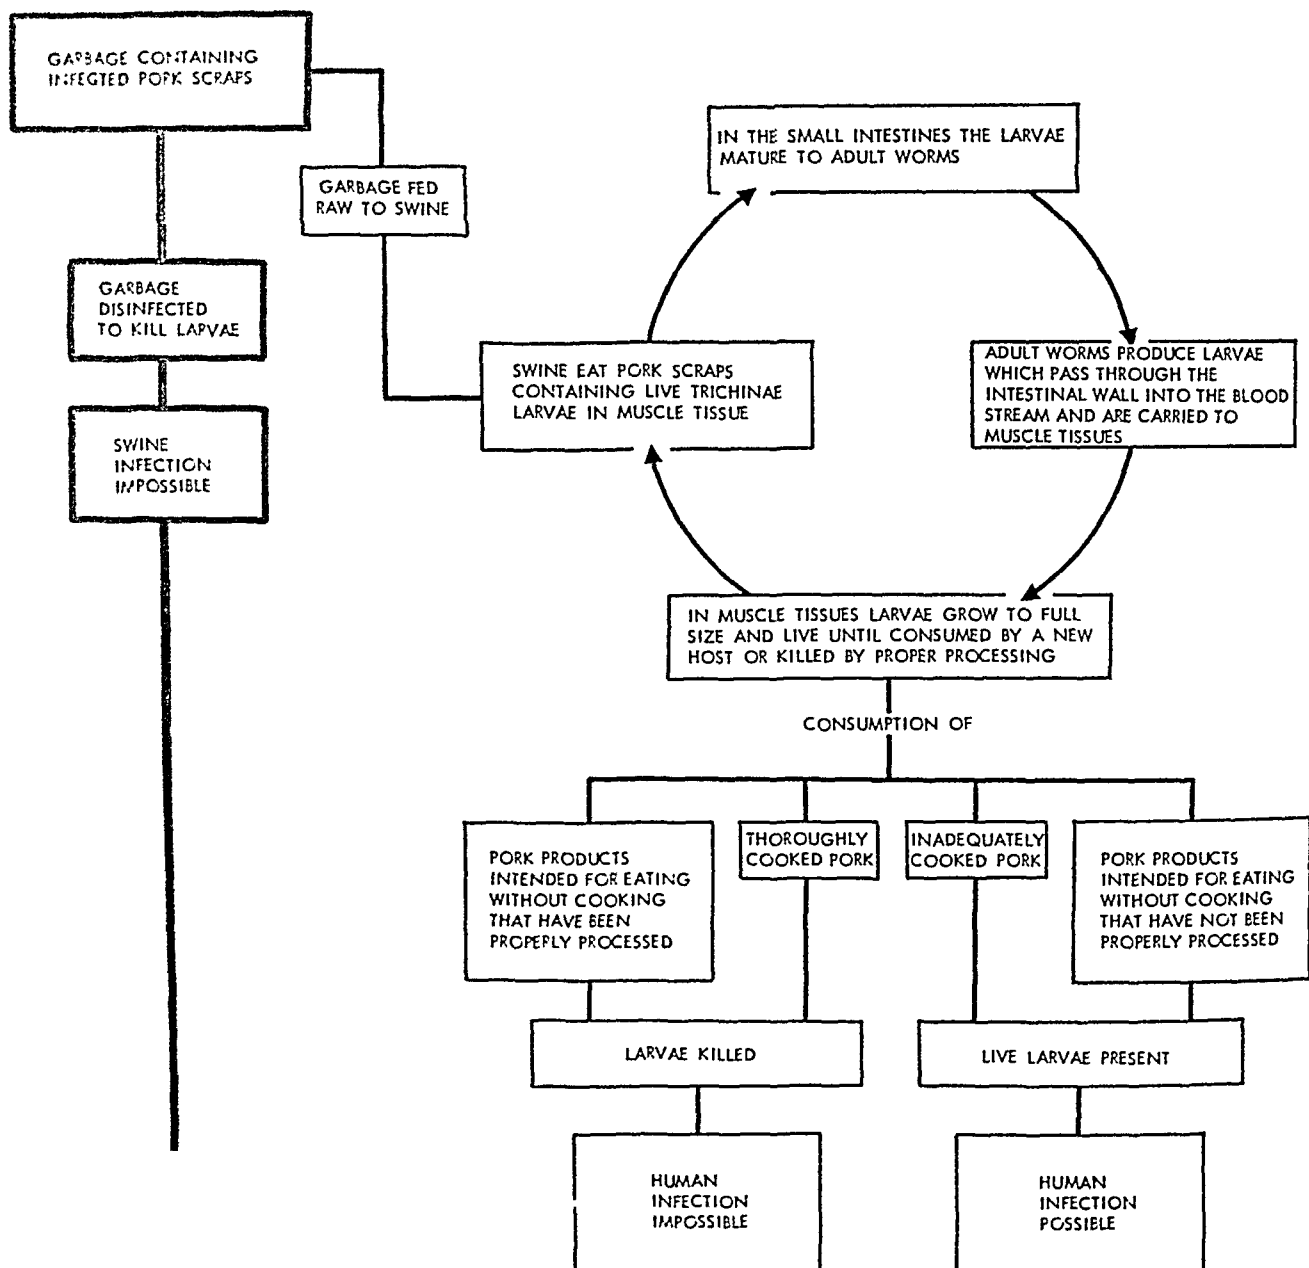 GARBAGE CONTAINING
INFECTED PORK SCRAPS
GARBAGE FED
RAW TO SWINE
GARBAGE
DISINFECTED
TO KILL LARVAE
SWINE
INFECTION
IMPOSSIBLE
IN THE SMALL INTESTINES THE LARVAE
MATURE TO ADULT WORMS
SWINE EAT PORK SCRAPS
CONTAINING LIVE TRICHINAE
LARVAE IN MUSCLE TISSUE
ADULT WORMS PRODUCE LARVAE
WHICH PASS THROUGH THE
INTESTINAL WALL INTO THE BLOOD
STREAM AND ARE CARRIED TO
MUSCLE TISSUES
IN MUSCLE TISSUES LARVAE GROW TO FULL
SIZE AND LIVE UNTIL CONSUMED BY A NEW
HOST OR KILLED BY PROPER PROCESSING
CONSUMPTION OF
PORK PRODUCTS
INTENDED FOR EATING
WITHOUT COOKING
THAT HAVE BEEN
PROPERLY PROCESSED
THOROUGHLY
COOKED PORK
INADEQUATELY
COOKED PORK
PORK PRODUCTS
INTENDED FOR EATING
WITHOUT COOKING
THAT HAVE NOT BEEN
PROPERLY PROCESSED
LARVAE KILLED
LIVE LARVAE PRESENT
HUMAN
INFECTION
IMPOSSIBLE
HUMAN
INFECTION
POSSIBLE